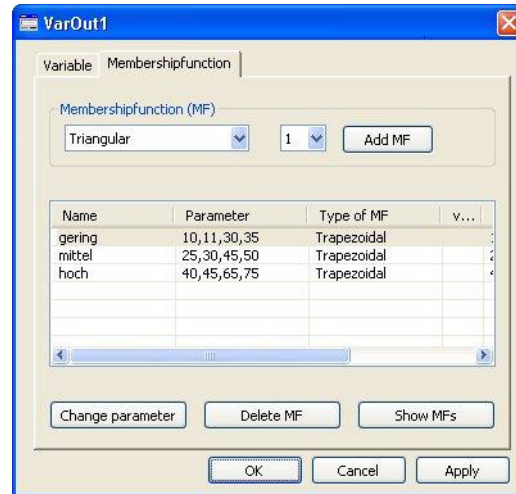 VarOut1
Variable Membershipfunction
Membershipfunction (MF)
Triangular 1 Add MF
Name Parameter Type of MF v...
gering 10,11,30,35 Trapezoidal
mittel 25,30,45,50 Trapezoidal
hoch 40,45,65,75 Trapezoidal
Change parameter Delete MF Show MFs
OK Cancel Apply